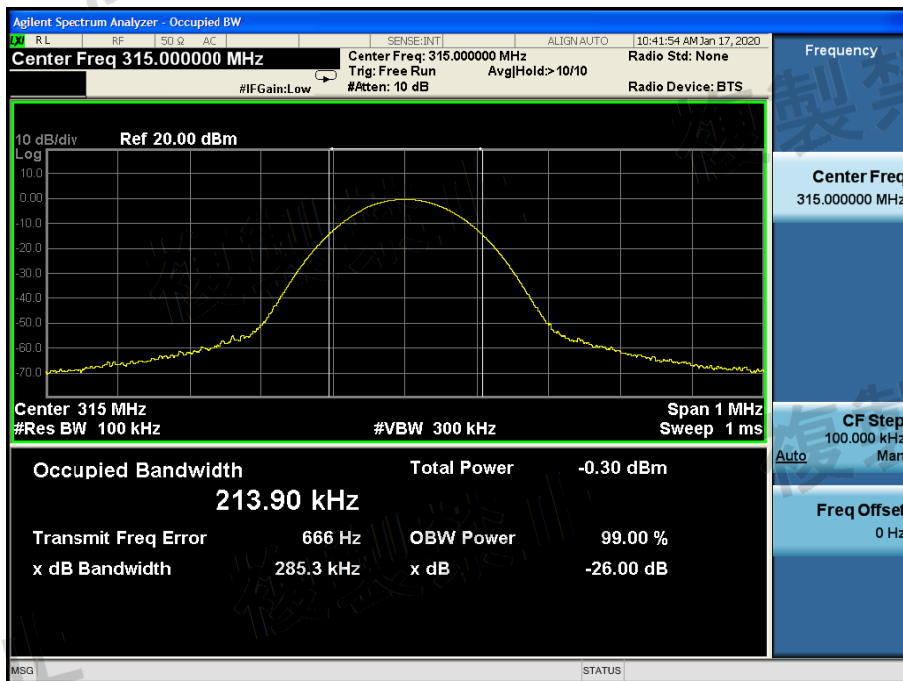 Agilent Spectrum Analyzer - Occupied BW
LXI RL RF 50 Ω AC SENSE:INT ALIGN AUTO 10:41:54 AM Jan 17, 2020
Center Freq 315.000000 MHz
Center Freq: 315.000000 MHz Radio Std: None
Trig: Free Run Avg|Hold:>10/10
#IFGain:Low #Atten: 10 dB Radio Device: BTS
Frequency
10 dB/div Ref 20.00 dBm
Log
10.0
0.00
-10.0
-20.0
-30.0
-40.0
-50.0
-60.0
-70.0
Center 315 MHz Span 1 MHz
#Res BW 100 kHz #VBW 300 kHz Sweep 1 ms
Occupied Bandwidth Total Power -0.30 dBm
213.90 kHz
Transmit Freq Error 666 Hz OBW Power 99.00 %
x dB Bandwidth 285.3 kHz x dB -26.00 dB
Center Freq
315.000000 MHz
CF Step
100.000 kHz
Auto Man
Freq Offset
0 Hz
MSG STATUS